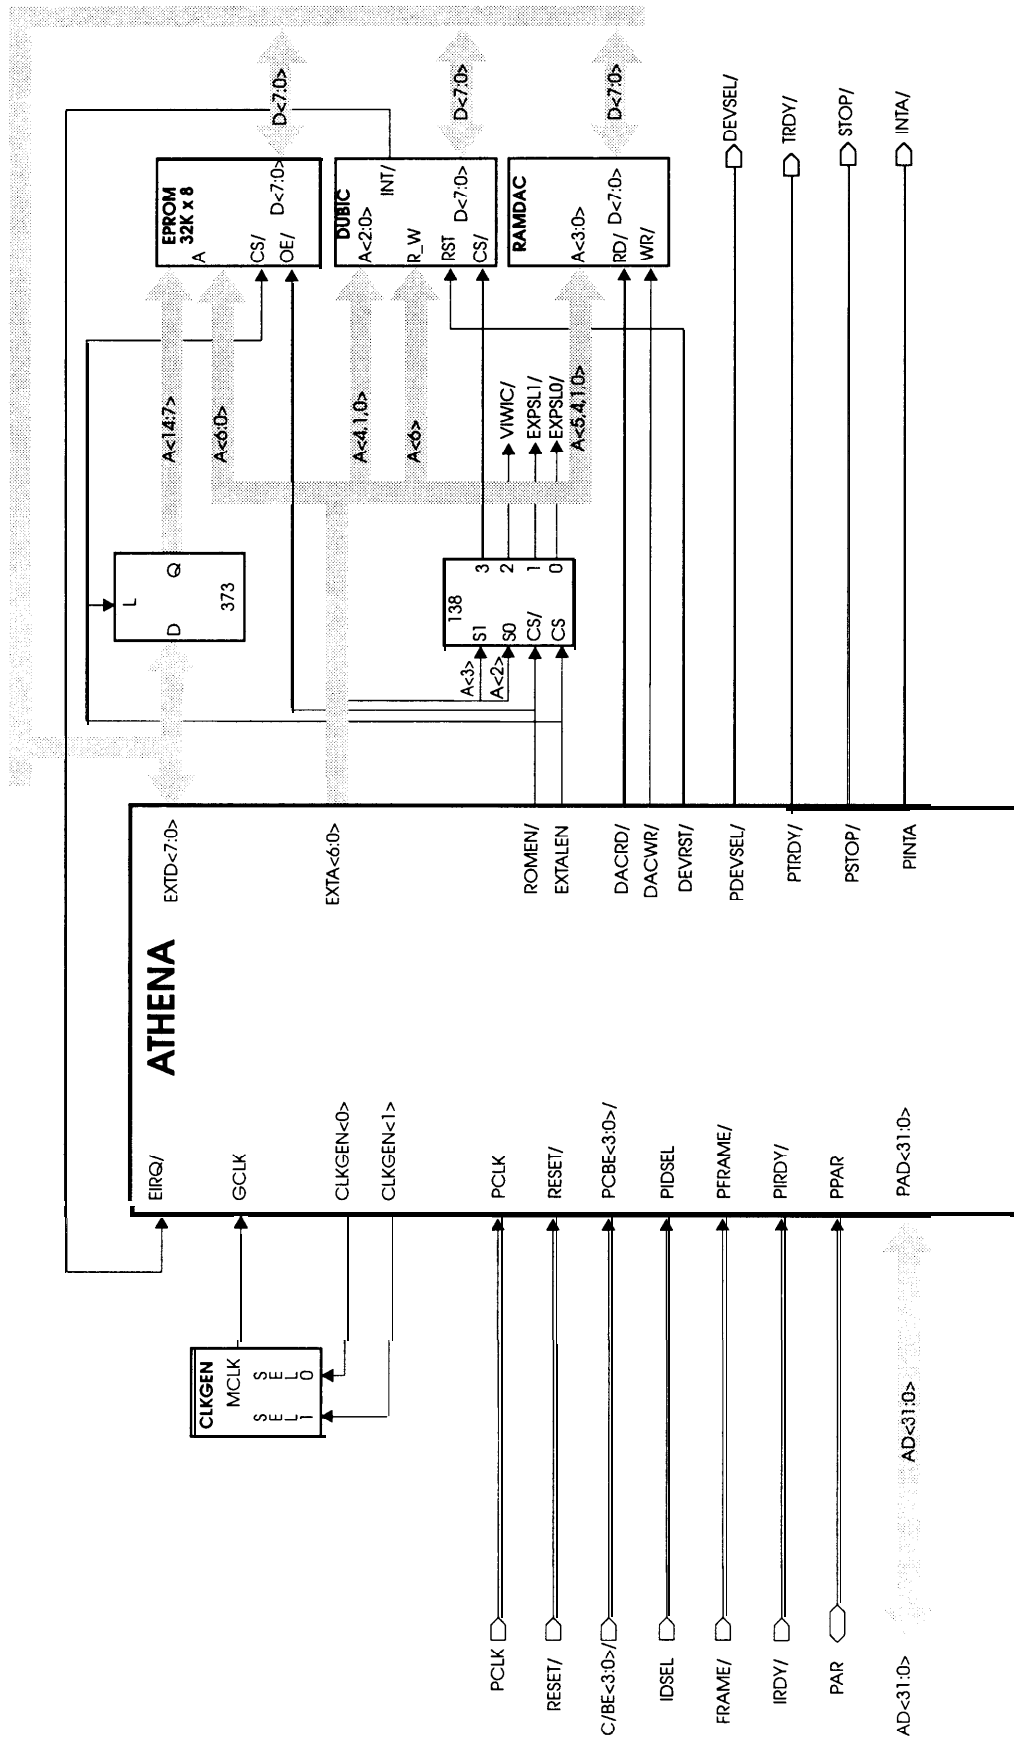 ATHENA
EIRQ/
GCLK
CLKGEN<0>
CLKGEN<1>
PCLK
RESET/
PCBE<3:0>/
PIDSEL
PFRAME/
PIRDY/
PPAR
PAD<31:0>
EXTD<7:0>
EXTA<6:0>
ROMEN/
EXTALEN
DACRD/
DACWR/
DEVRST/
PDEVSEL/
PTRDY/
PSTOP/
PINTA
CLKGEN
MCLK
SEL1
SEL0
PCLK
RESET/
C/BE<3:0>/
IDSEL
FRAME/
IRDY/
PAR
AD<31:0>
AD<31:0>
D
L
Q
373
A<3>
A<2>
138
S1
S0
CS/
CS
3
2
1
0
VIWIC/
EXPSL1/
EXPSL0/
A<14:7>
A<6:0>
A<4,1,0>
A<6>
A<5,4,1,0>
EPROM
32K x 8
A
CS/
OE/
D<7:0>
DUBIC
A<2:0>
R_W
RST
CS/
INT/
D<7:0>
RAMDAC
A<3:0>
RD/
WR/
D<7:0>
D<7:0>
D<7:0>
D<7:0>
DEVSEL/
TRDY/
STOP/
INTA/